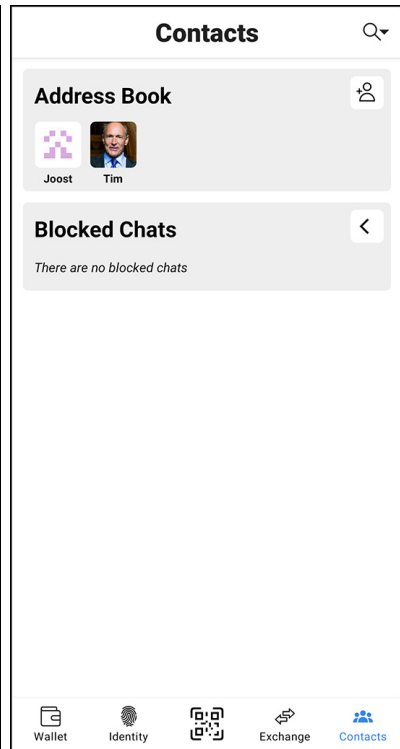 Contacts
Address Book
Joost Tim
Blocked Chats
There are no blocked chats
Wallet Identity Exchange Contacts